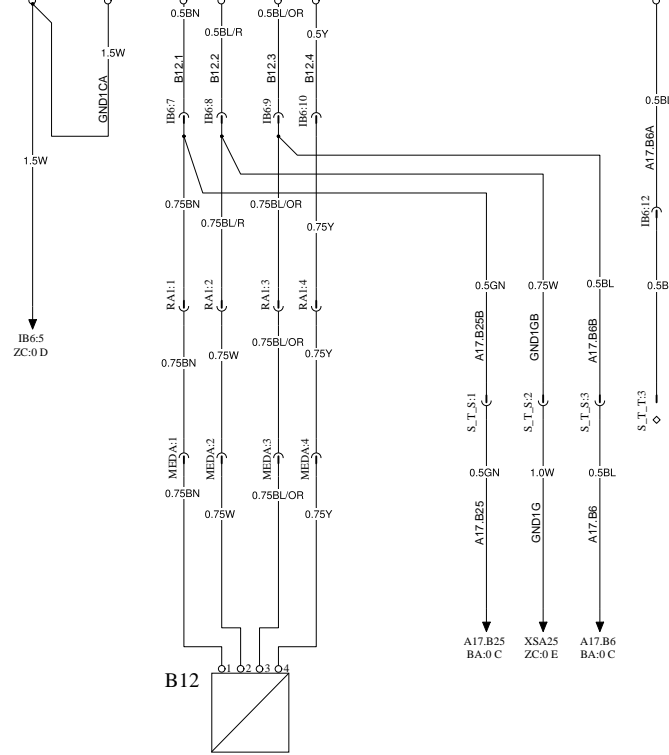 0.5BN
0.5BL/OR
0.5BL/R
0.5Y
1.5W
GND1CA
B12.1
B12.2
B12.3
B12.4
IB6:7
IB6:8
IB6:9
IB6:10
0.5Bl
A17.B6A
1.5W
0.75BN
0.75BL/R
0.75BL/OR
0.75Y
IB6:12
RA1:1
RA1:2
RA1:3
RA1:4
0.5GN
0.75W
0.5BL
0.5B
IB6:5
ZC:0 D
A17.B25B
GND1GB
A17.B6B
0.75BN
0.75W
0.75BL/OR
0.75Y
S_T_S:1
S_T_S:2
S_T_S:3
S_T_T:3
MEDA:1
MEDA:2
MEDA:3
MEDA:4
0.75BN
0.75W
0.75BL/OR
0.75Y
0.5GN
1.0W
0.5BL
A17.B25
GND1G
A17.B6
A17.B25
BA:0 C
XSA25
ZC:0 E
A17.B6
BA:0 C
1 2 3 4
B12